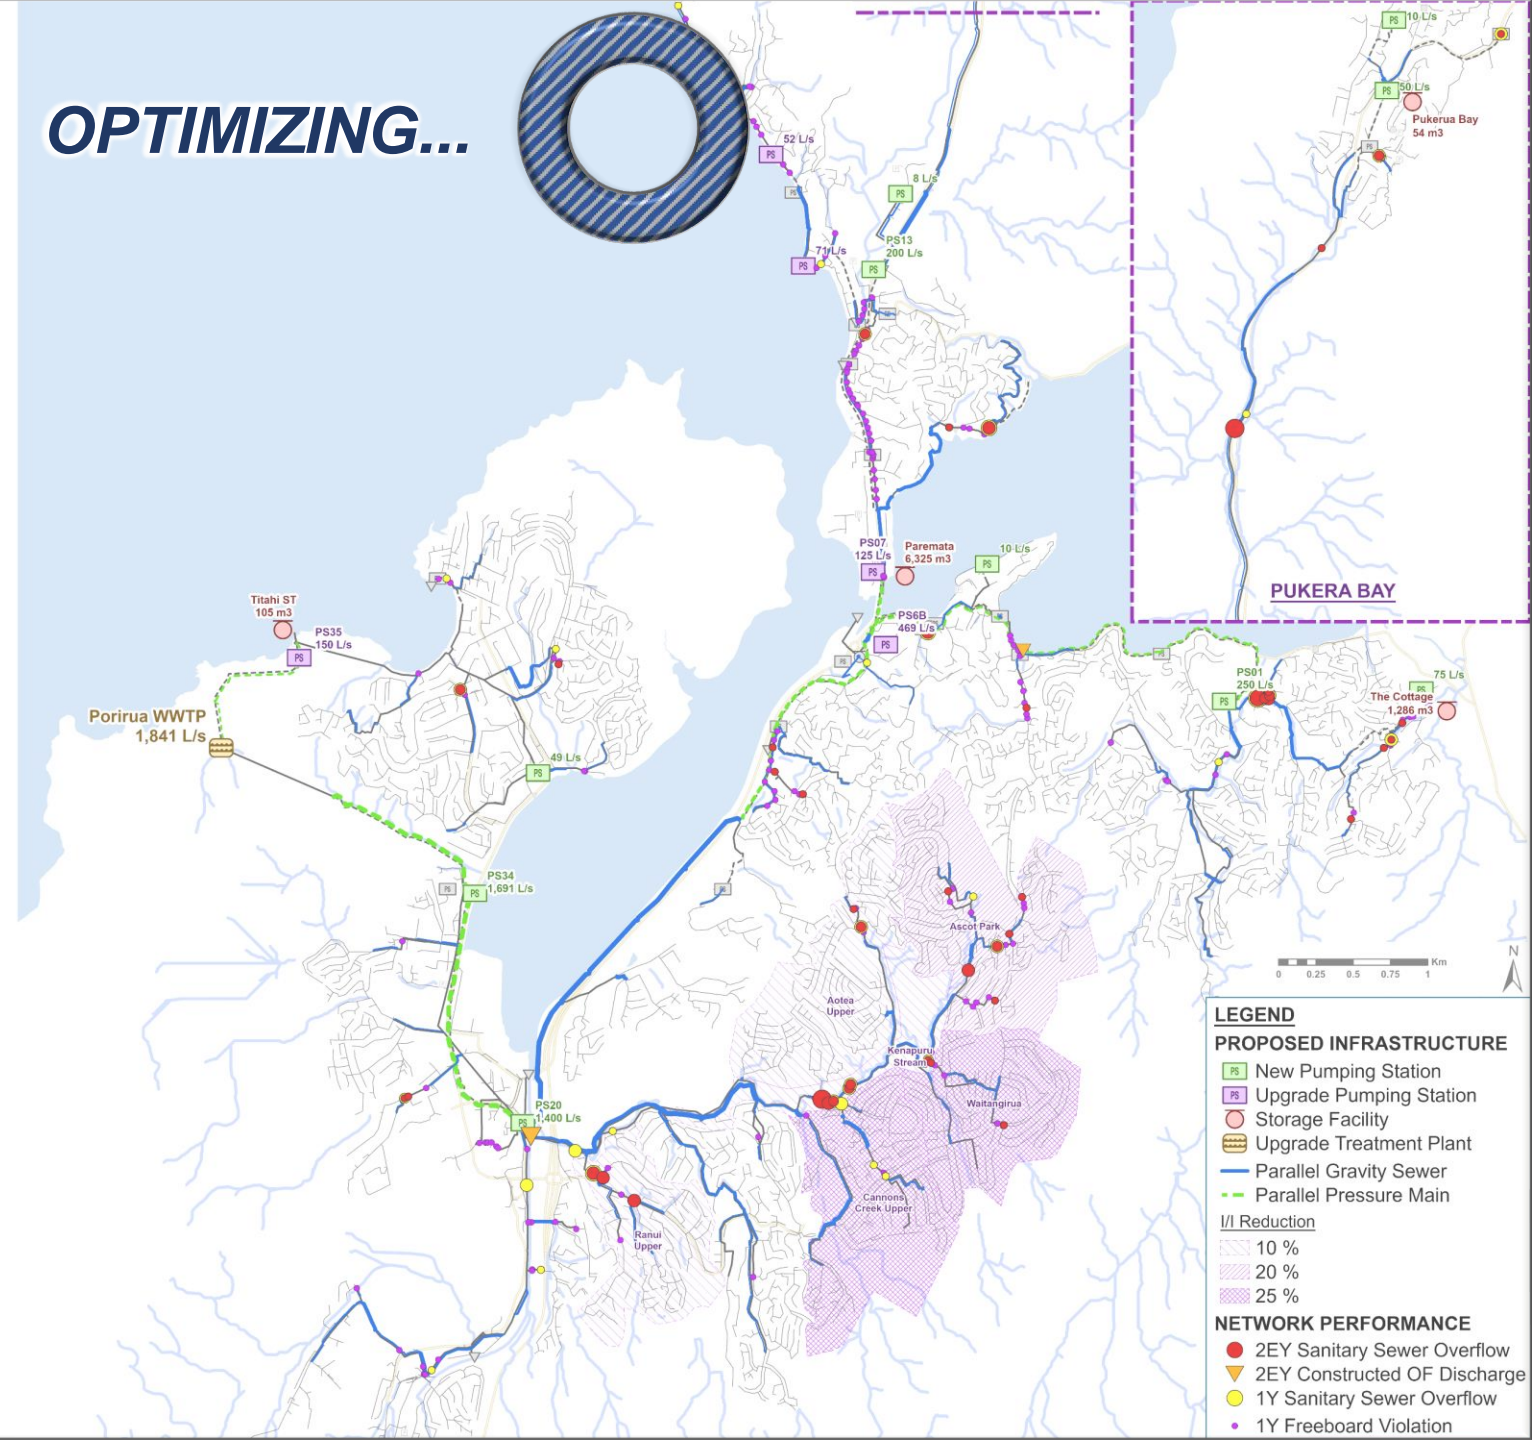 OPTIMIZING...
52 L/s
8 L/s
PS13
200 L/s
71 L/s
10 L/s
50 L/s
Pukerua Bay
54 m3
PUKERA BAY
PS07
125 L/s
Paremata
6,325 m3
10 L/s
PS6B
469 L/s
Titahi ST
105 m3
PS35
150 L/s
Porirua WWTP
1,841 L/s
49 L/s
PS01
250 L/s
75 L/s
The Cottage
1,286 m3
PS34
1,691 L/s
Ascot Park
Aotea
Upper
Kenapuru
Stream
Waitangirua
Cannons
Creek Upper
PS20
1,400 L/s
Ranui
Upper
N
0 0.25 0.5 0.75 1 Km
LEGEND
PROPOSED INFRASTRUCTURE
PS New Pumping Station
PS Upgrade Pumping Station
Storage Facility
Upgrade Treatment Plant
Parallel Gravity Sewer
Parallel Pressure Main
I/I Reduction
10 %
20 %
25 %
NETWORK PERFORMANCE
2EY Sanitary Sewer Overflow
2EY Constructed OF Discharge
1Y Sanitary Sewer Overflow
1Y Freeboard Violation